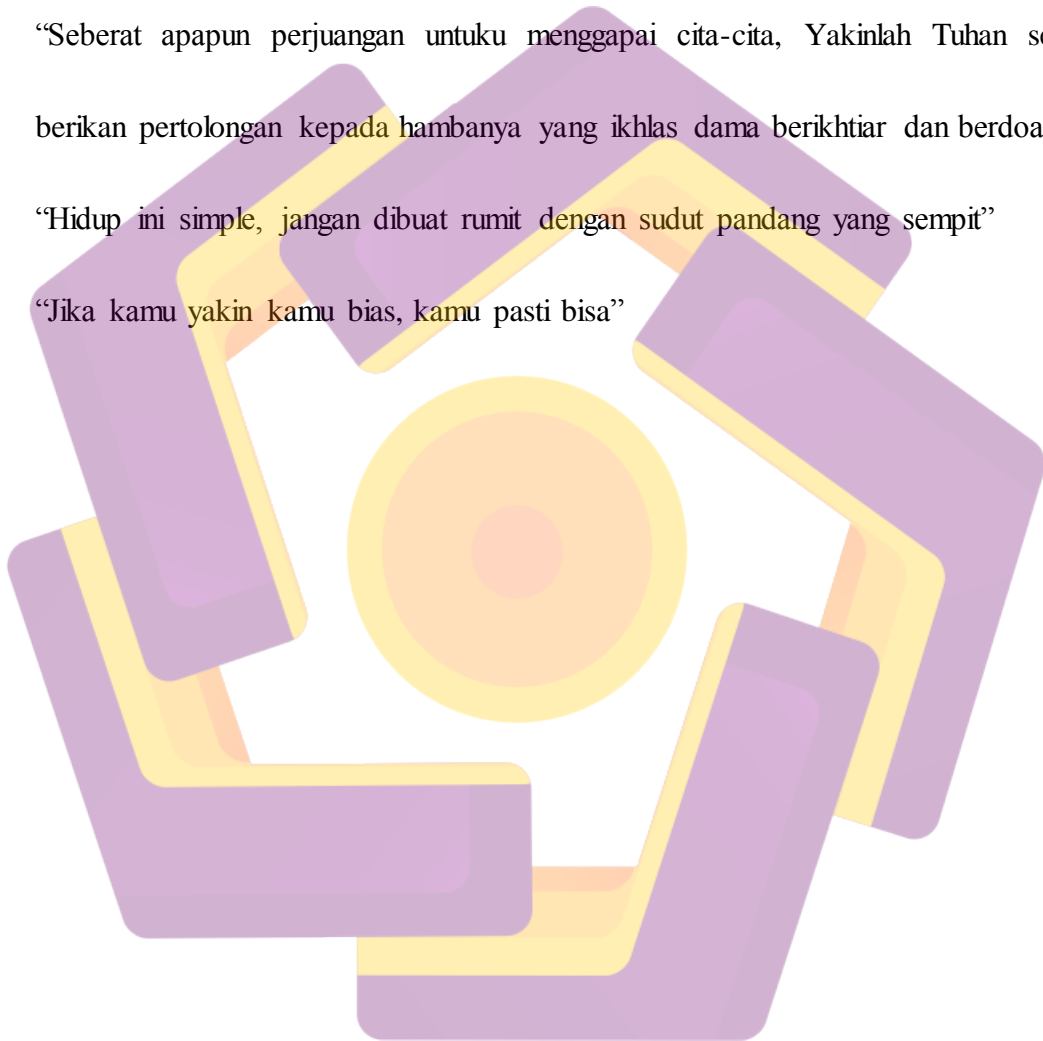 “Seberat apapun perjuangan untuku menggapai cita-cita, Yakinlah Tuhan
berikan pertolongan kepada hambanya yang ikhlas dama berikhtiar dan berdoa
“Hidup ini simple, jangan dibuat rumit dengan sudut pandang yang sempit”
“Jika kamu yakin kamu bias, kamu pasti bisa”